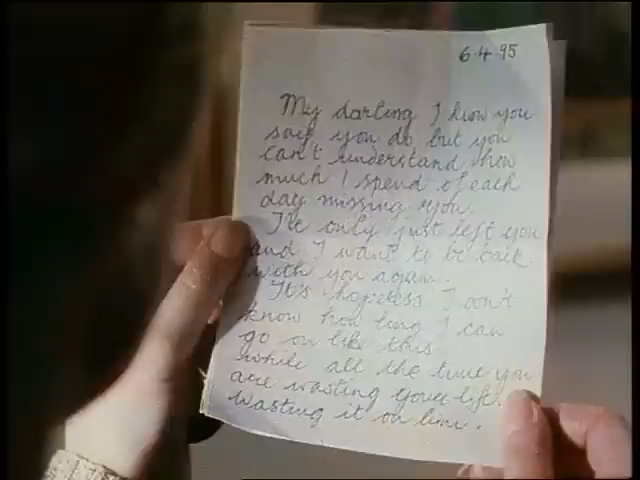 6-4-95
My darling I know you
say you do but you
can't understand how
much I spend of each
day missing you.
I've only just left you
and I want to be back
with you again.
It's hopeless I don't
know how long I can
go on like this
while all the time you
are wasting your life.
Wasting it on him.